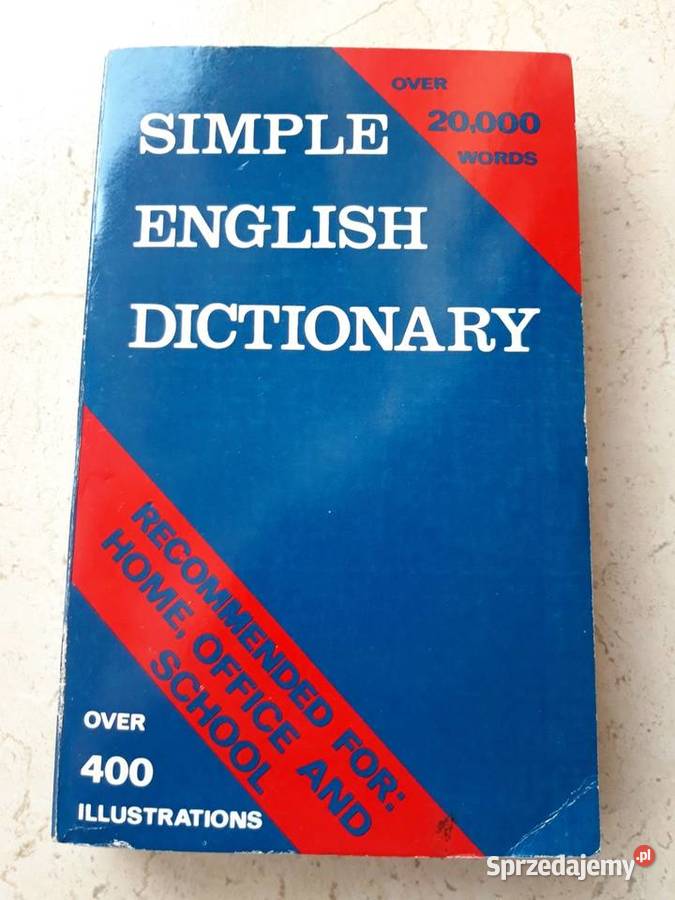 OVER
20,000
WORDS
SIMPLE
ENGLISH
DICTIONARY
RECOMMENDED FOR:
HOME, OFFICE AND
SCHOOL
OVER
400
ILLUSTRATIONS
Sprzedajemy.pl